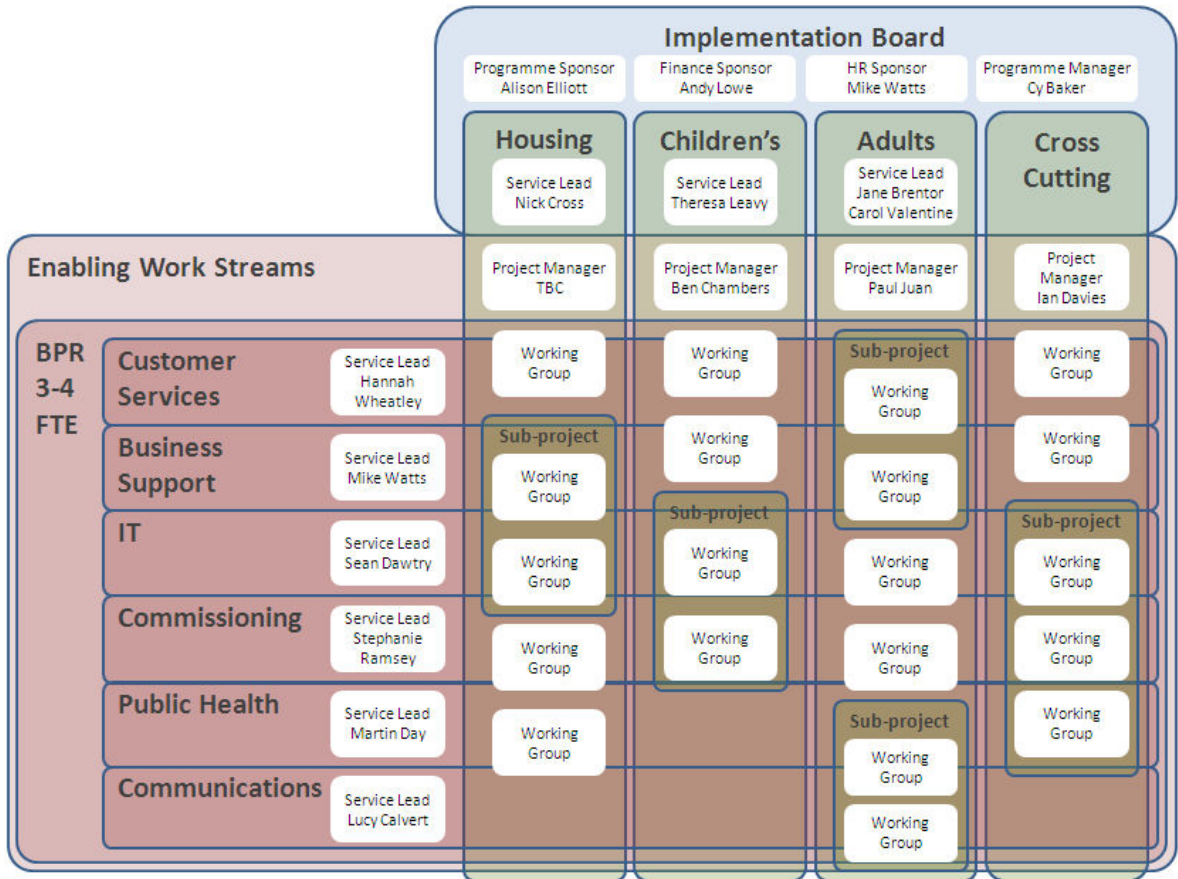 Implementation Board
Programme Sponsor
Alison Elliott
Finance Sponsor
Andy Lowe
HR Sponsor
Mike Watts
Programme Manager
Cy Baker
Housing
Service Lead
Nick Cross
Children's
Service Lead
Theresa Leavy
Adults
Service Lead
Jane Brentor
Carol Valentine
Cross
Cutting
Enabling Work Streams
Project Manager
TBC
Project Manager
Ben Chambers
Project Manager
Paul Juan
Project
Manager
Ian Davies
BPR
3-4
FTE
Customer
Services
Service Lead
Hannah
Wheatley
Working
Group
Working
Group
Sub-project
Working
Group
Working
Group
Business
Support
Service Lead
Mike Watts
Sub-project
Working
Group
Working
Group
Working
Group
Working
Group
IT
Service Lead
Sean Dawtry
Working
Group
Sub-project
Working
Group
Working
Group
Sub-project
Working
Group
Commissioning
Service Lead
Stephanie
Ramsey
Working
Group
Working
Group
Working
Group
Working
Group
Public Health
Service Lead
Martin Day
Working
Group
Sub-project
Working
Group
Working
Group
Communications
Service Lead
Lucy Calvert
Working
Group